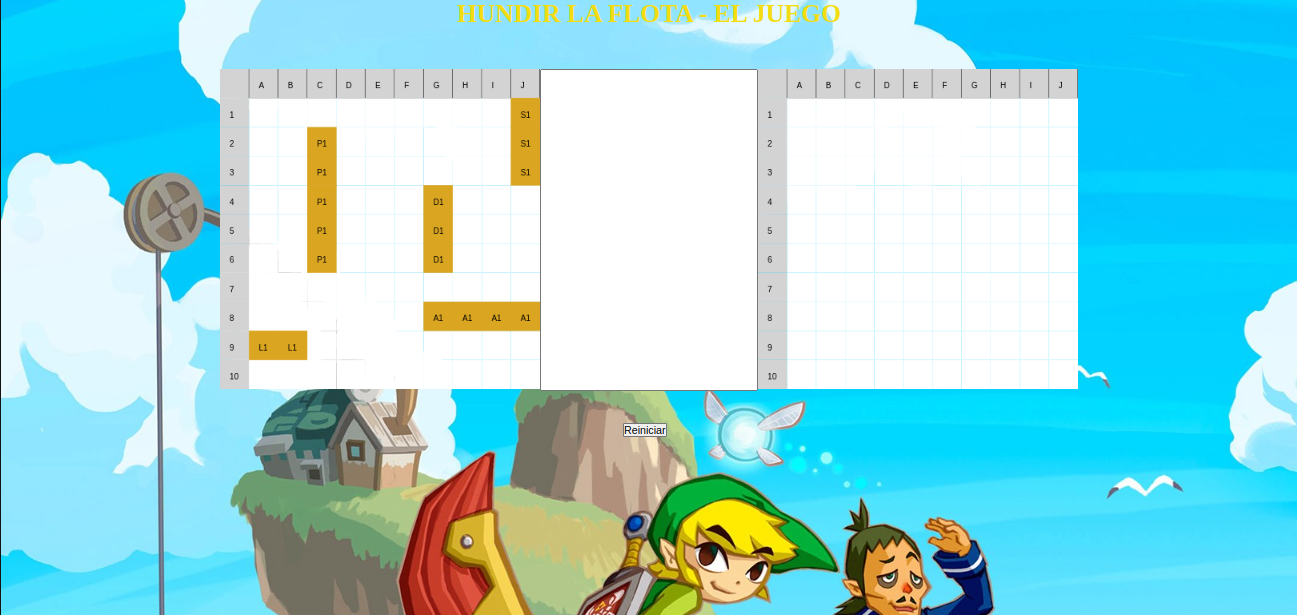 HUNDIR LA FLOTA - EL JUEGO
A B C D E F G H I J A B C D E F G H I J
1 S1 1
2 P1 S1 2
3 P1 S1 3
4 P1 D1 4
5 P1 D1 5
6 P1 D1 6
7 7
8 A1 A1 A1 A1 8
9 L1 L1 9
10 10
Reiniciar